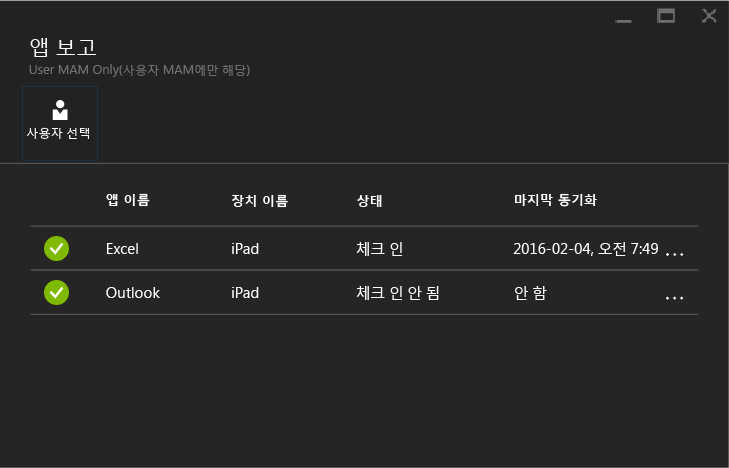 앱 보고
User MAM Only(사용자 MAM에만 해당)
사용자 선택
앱 이름 장치 이름 상태 마지막 동기화
Excel iPad 체크 인 2016-02-04, 오전 7:49 ...
Outlook iPad 체크 인 안 됨 안 함 ...